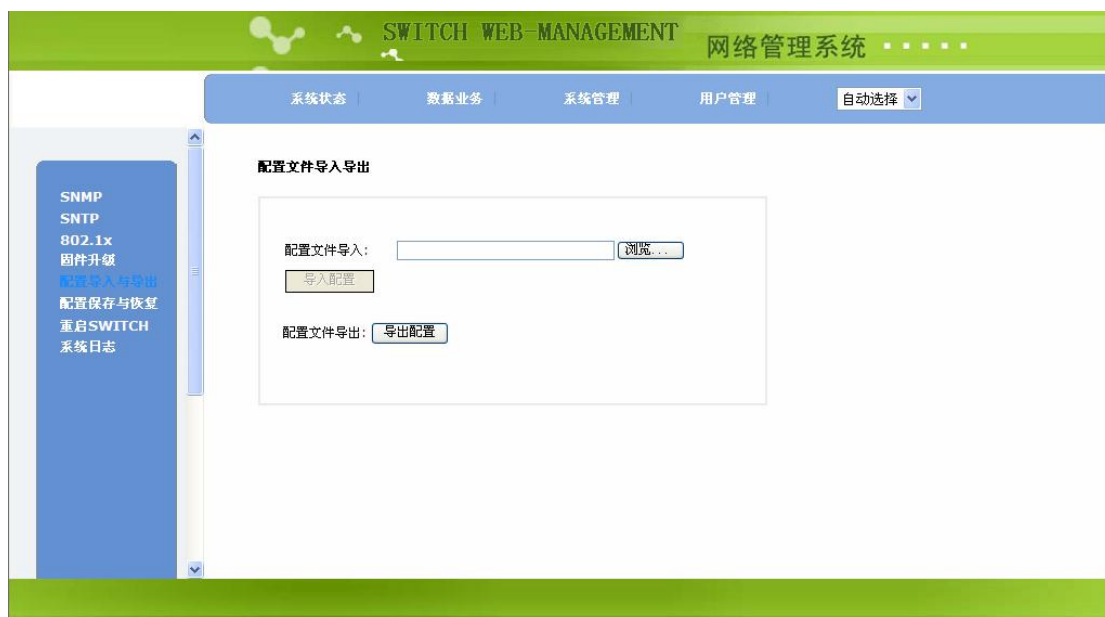 SWITCH WEB-MANAGEMENT
网络管理系统
系统状态 数据业务 系统管理 用户管理 自动选择
配置文件导入导出
SNMP
SNTP
802.1x
固件升级
配置导入与导出
配置保存与恢复
重启SWITCH
系统日志
配置文件导入: 浏览...
导入配置
配置文件导出: 导出配置